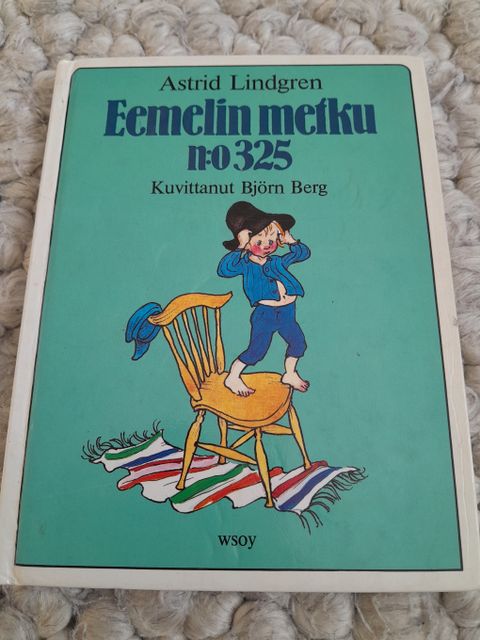 Astrid Lindgren
Eemelin metku
n:o 325
Kuvittanut Björn Berg
wsoy